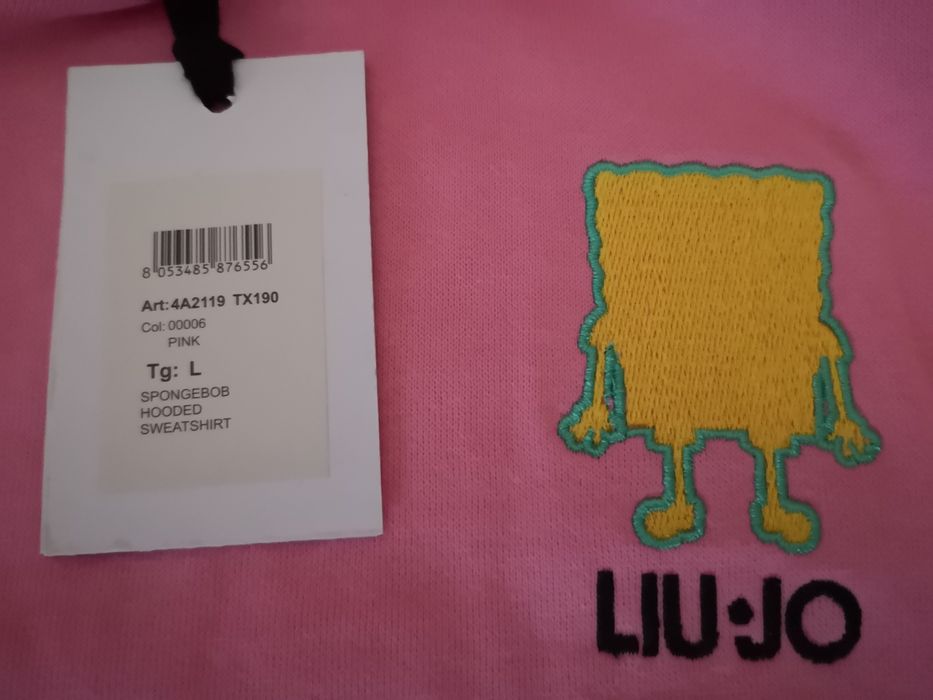 8 053485 876556
Art: 4A2119 TX190
Col: 00006
PINK
Tg: L
SPONGEBOB
HOODED
SWEATSHIRT
LIU·JO